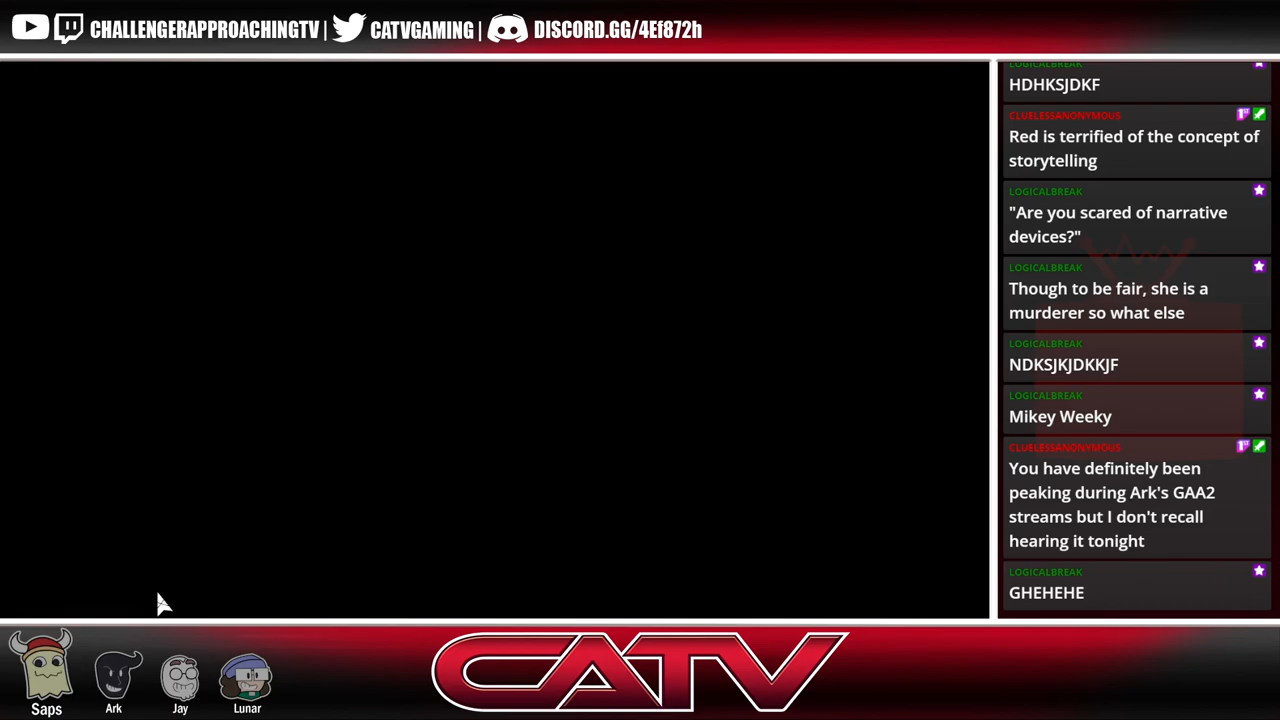 CHALLENGERAPPROACHINGTV | CATVGAMING | DISCORD.GG/4Ef872h
LOGICALBREAK
HDHKSJDKF
CLUELESSANONYMOUS
Red is terrified of the concept of
storytelling
LOGICALBREAK
"Are you scared of narrative
devices?"
LOGICALBREAK
Though to be fair, she is a
murderer so what else
LOGICALBREAK
NDKSJKJDKKJF
LOGICALBREAK
Mikey Weeky
CLUELESSANONYMOUS
You have definitely been
peaking during Ark's GAA2
streams but I don't recall
hearing it tonight
LOGICALBREAK
GHEHEHE
CATV
Saps Ark Jay Lunar